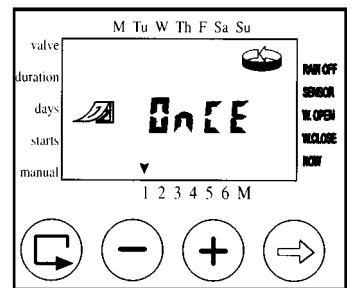 M Tu W Th F Sa Su
valve
duration
days
starts
manual
OncE
RAIN OFF
SENSOR
W. OPEN
W.CLOSE
NOW
1 2 3 4 5 6 M